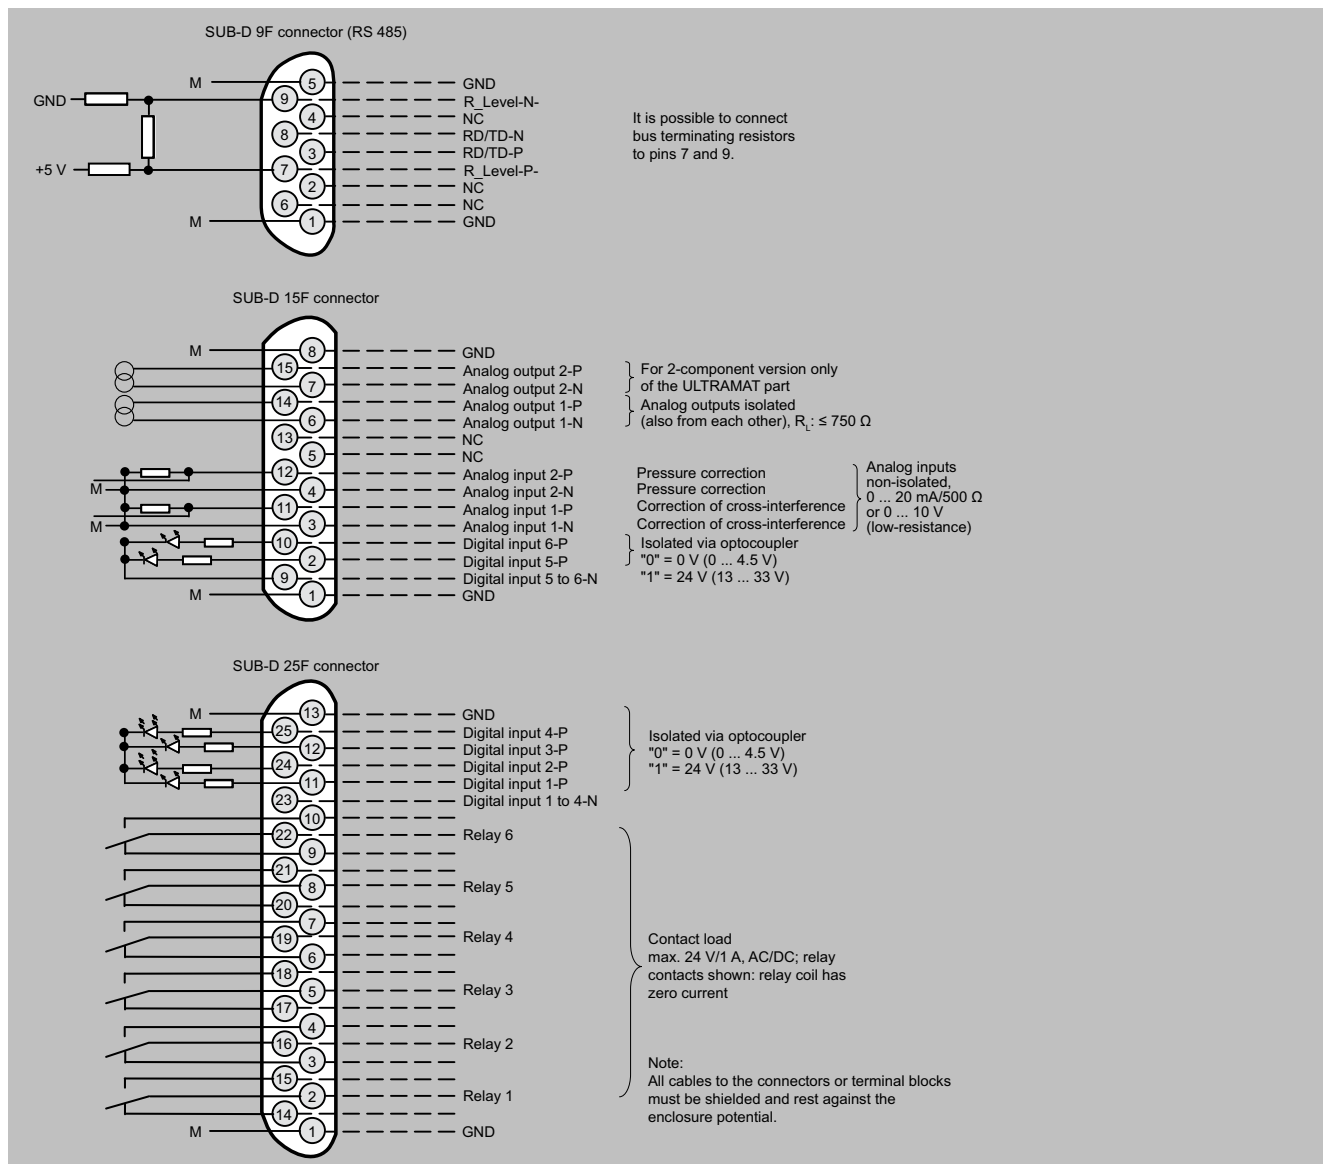 SUB-D 9F connector (RS 485)
M
5
GND
GND
9
R_Level-N-
4
NC
8
RD/TD-N
3
RD/TD-P
+5 V
7
R_Level-P-
2
NC
6
NC
M
1
GND
It is possible to connect
bus terminating resistors
to pins 7 and 9.
SUB-D 15F connector
M
8
GND
15
Analog output 2-P
7
Analog output 2-N
14
Analog output 1-P
6
Analog output 1-N
13
NC
5
NC
12
Analog input 2-P
M
4
Analog input 2-N
11
Analog input 1-P
M
3
Analog input 1-N
10
Digital input 6-P
2
Digital input 5-P
9
Digital input 5 to 6-N
M
1
GND
For 2-component version only
of the ULTRAMAT part
Analog outputs isolated
(also from each other), RL: ≤ 750 Ω
Pressure correction
Pressure correction
Correction of cross-interference
Correction of cross-interference
Analog inputs
non-isolated,
0 ... 20 mA/500 Ω
or 0 ... 10 V
(low-resistance)
Isolated via optocoupler
"0" = 0 V (0 ... 4.5 V)
"1" = 24 V (13 ... 33 V)
SUB-D 25F connector
M
13
GND
25
Digital input 4-P
12
Digital input 3-P
24
Digital input 2-P
11
Digital input 1-P
23
Digital input 1 to 4-N
10
22
Relay 6
9
21
8
Relay 5
20
7
19
Relay 4
6
18
5
Relay 3
17
4
16
Relay 2
3
15
2
Relay 1
14
M
1
GND
Isolated via optocoupler
"0" = 0 V (0 ... 4.5 V)
"1" = 24 V (13 ... 33 V)
Contact load
max. 24 V/1 A, AC/DC; relay
contacts shown: relay coil has
zero current
Note:
All cables to the connectors or terminal blocks
must be shielded and rest against the
enclosure potential.